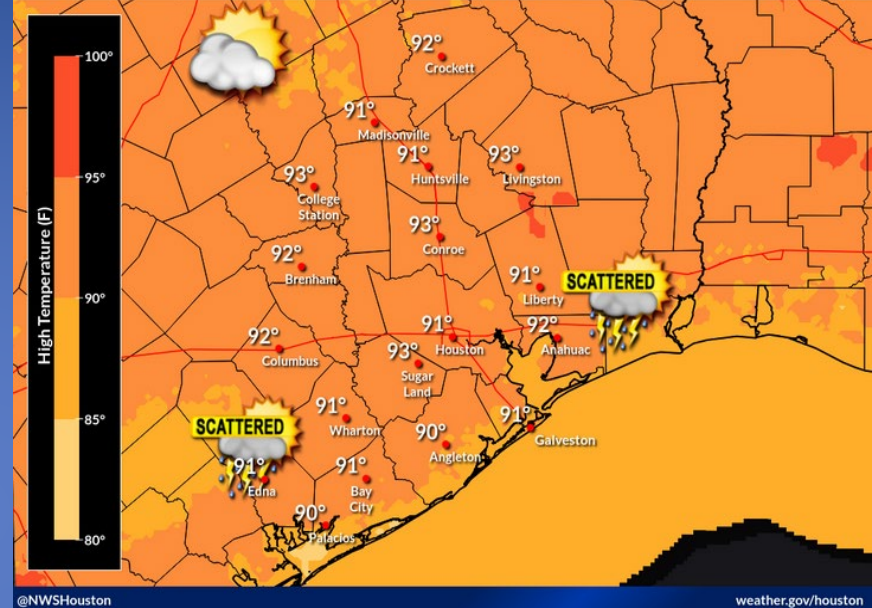 High Temperature (F)
100°
95°
90°
85°
80°
92°
Crockett
91°
Madisonville
91°
Huntsville
93°
Livingston
93°
College
Station
93°
Conroe
92°
Brenham
91°
Liberty
SCATTERED
92°
Columbus
91°
Houston
92°
Anahuac
93°
Sugar
Land
91°
Wharton
90°
Angleton
91°
Galveston
SCATTERED
91°
Edna
91°
Bay
City
90°
Palacios
@NWSHouston
weather.gov/houston